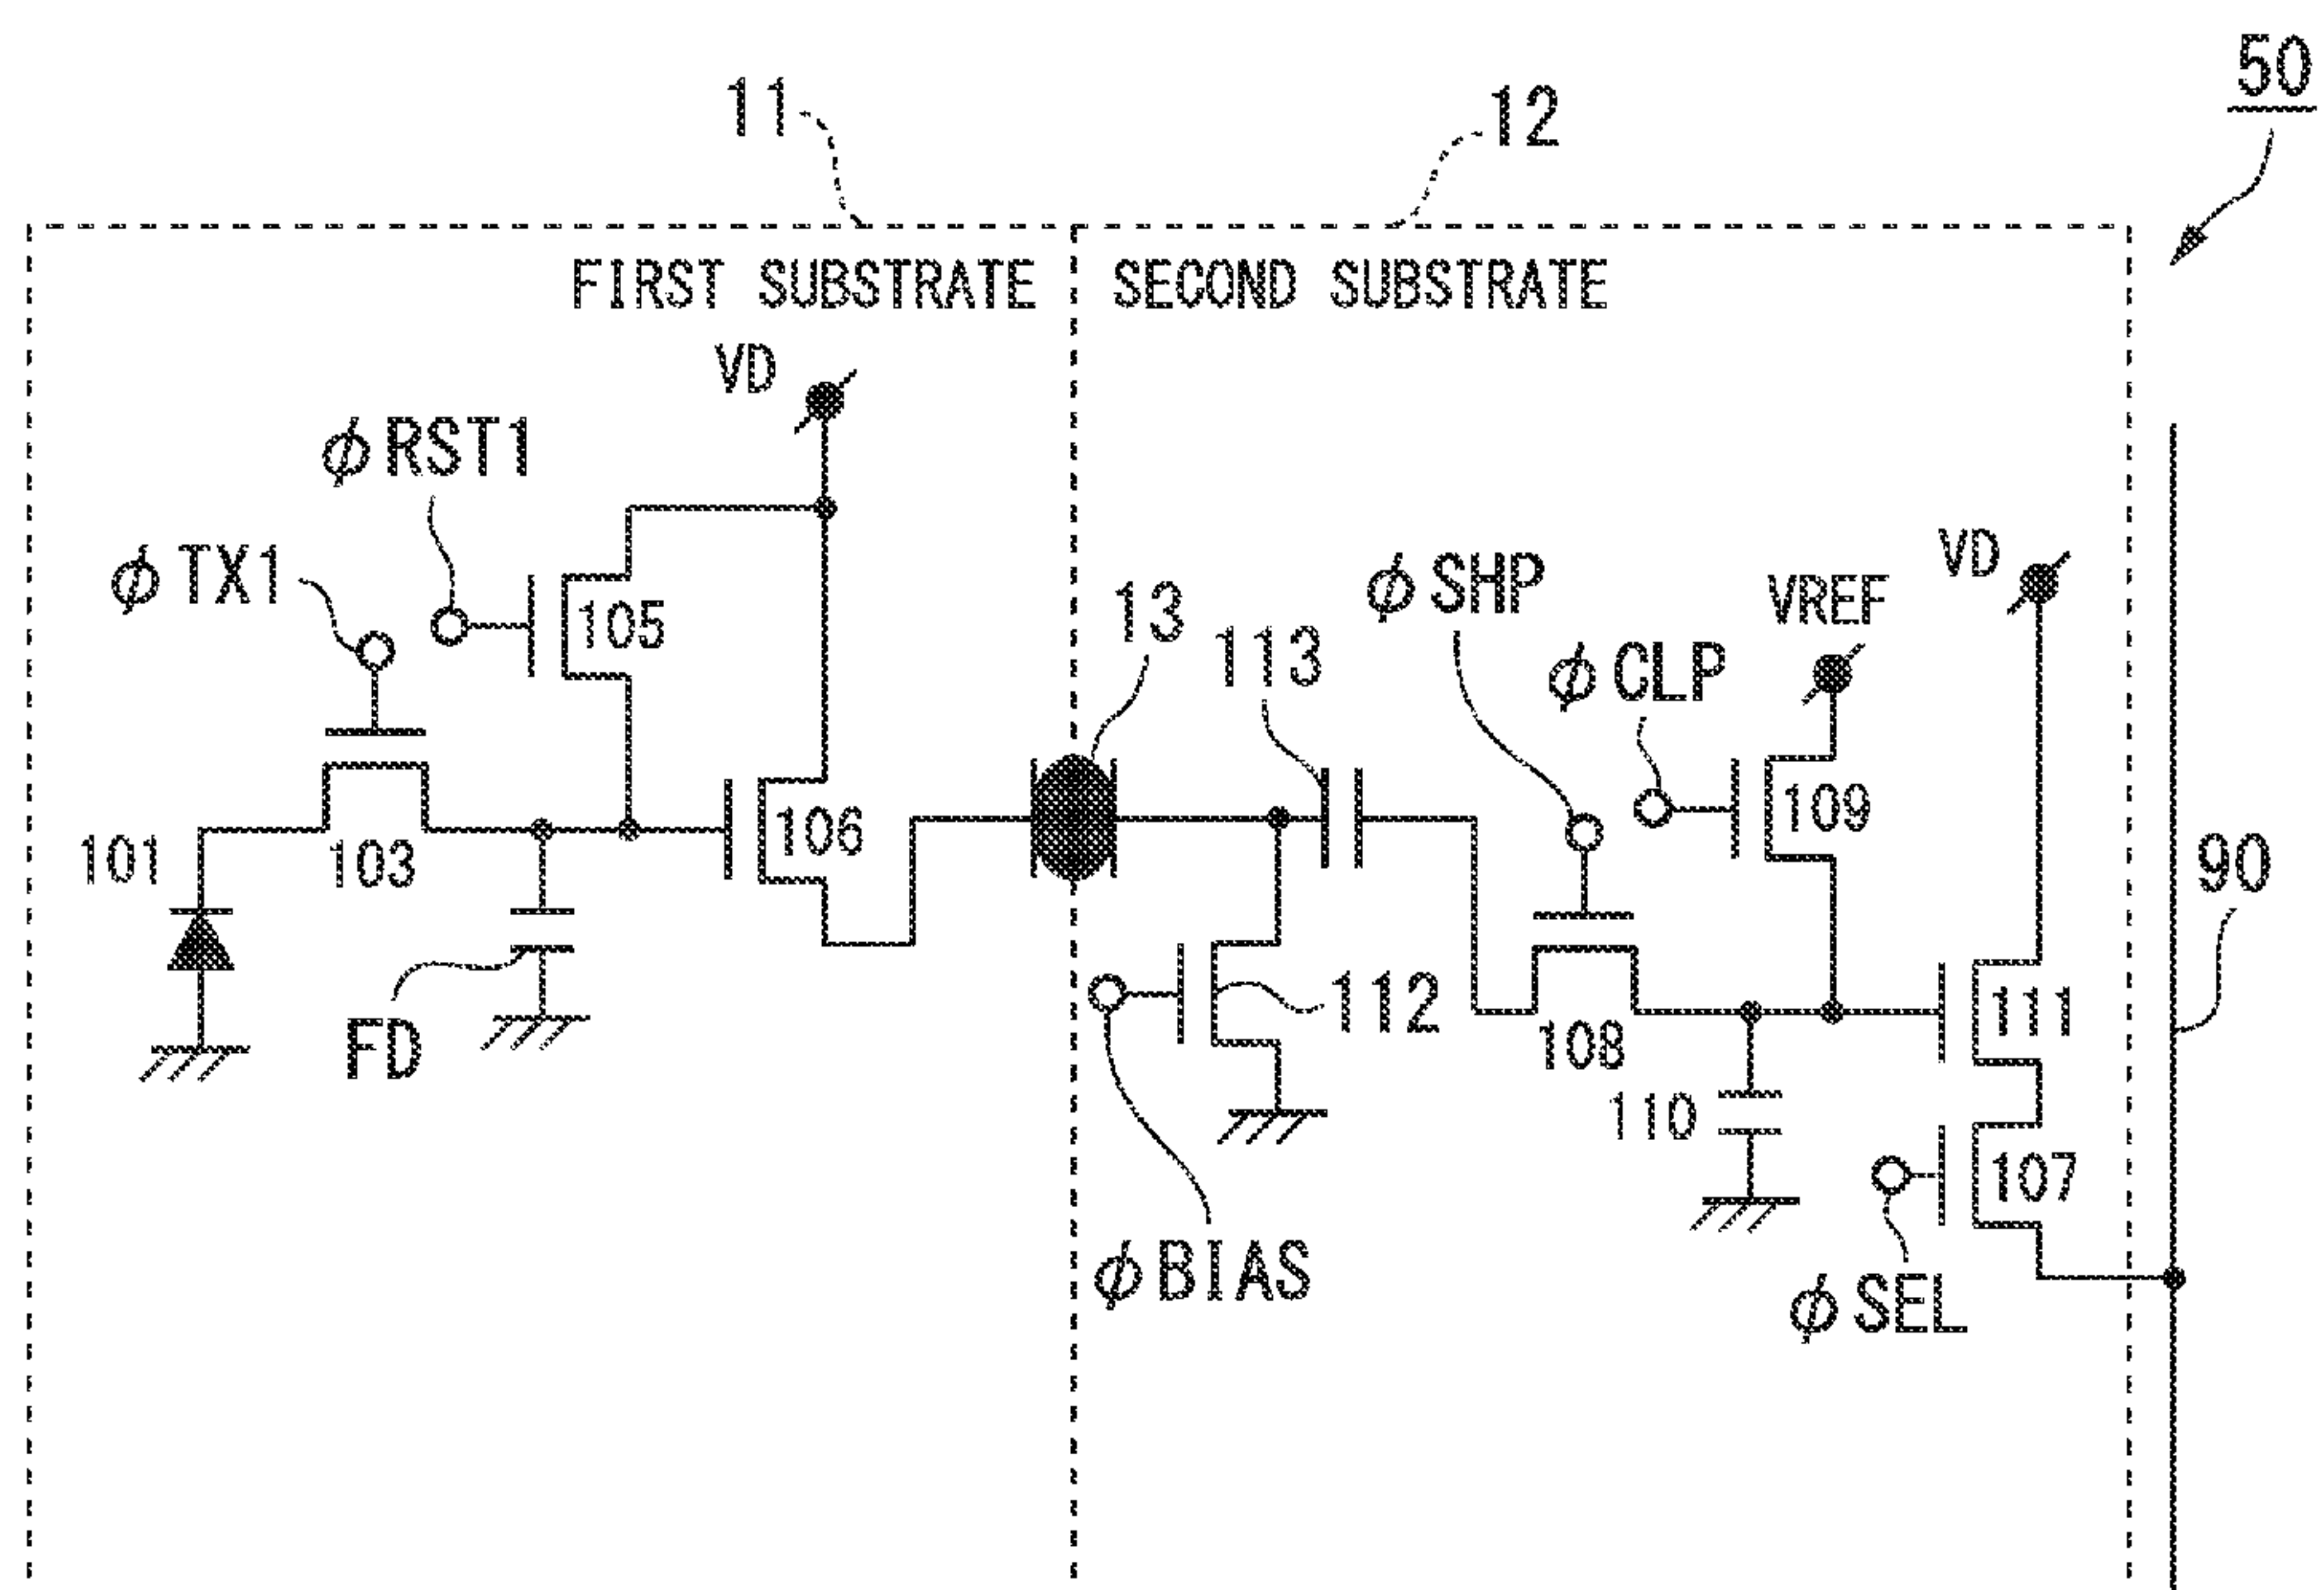 50
11
12
FIRST SUBSTRATE
SECOND SUBSTRATE
VD
φRST1
φTX1
105
13
113
φSHP
φCLP
VREF
VD
101
103
106
109
90
FD
112
108
110
111
107
φBIAS
φSEL